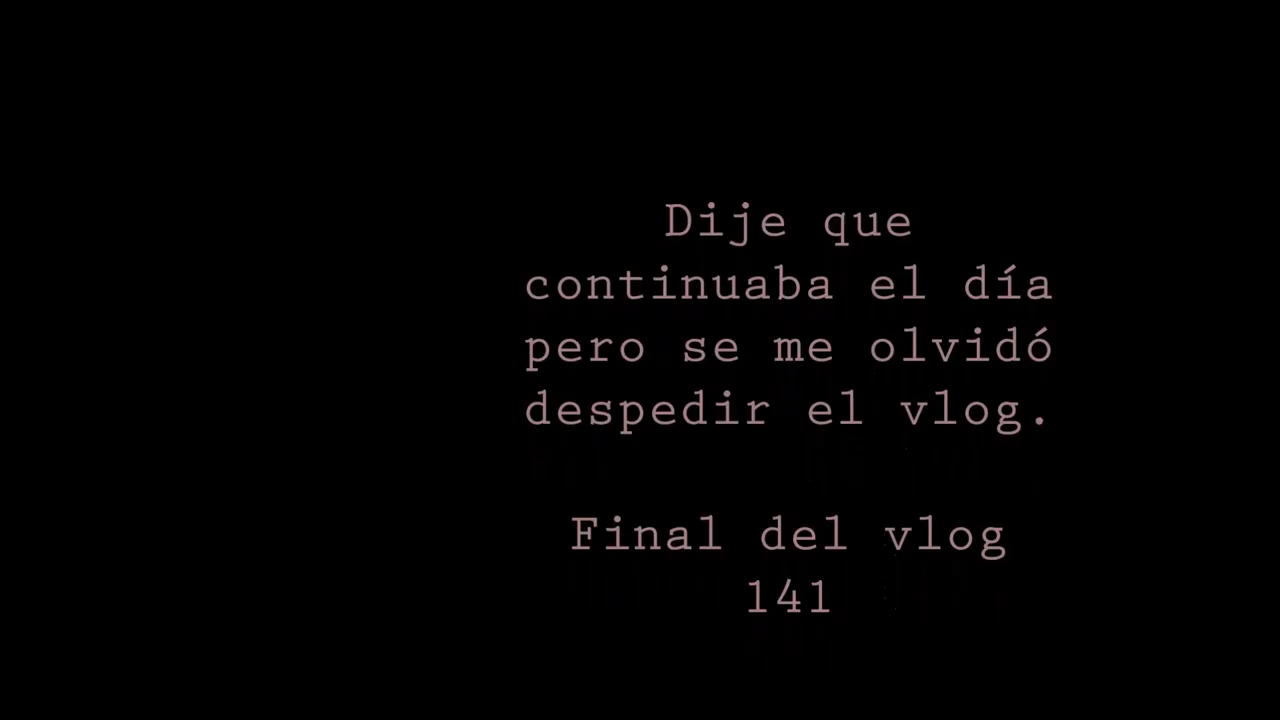 Dije que
continuaba el día
pero se me olvidó
despedir el vlog.
Final del vlog
141